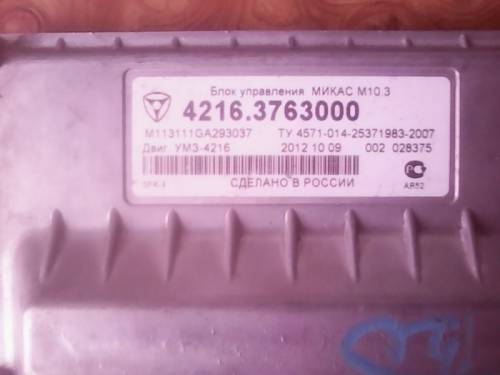 Блок управления МИКАС М10.3
4216.3763000
М113111GA293037 ТУ 4571-014-25371983-2007
Двиг. УМЗ-4216 2012 10 09 002 028375
СДЕЛАНО В РОССИИ
АЯ52